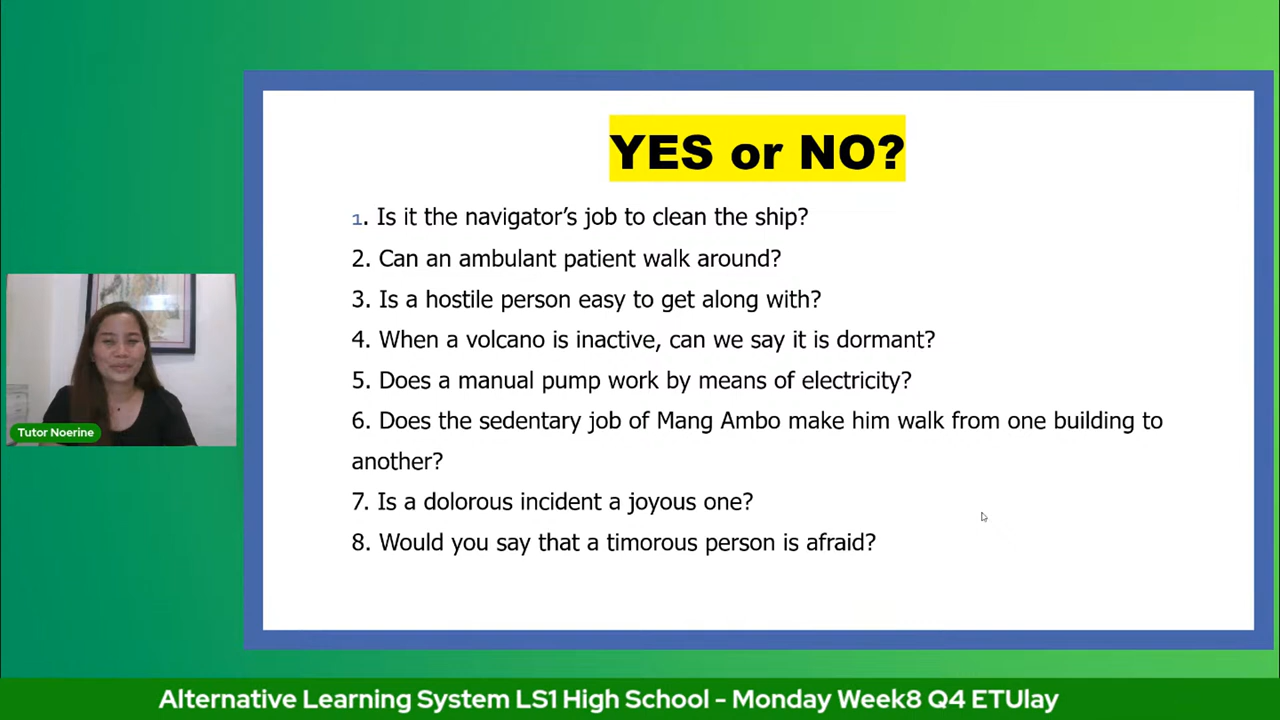 YES or NO?
1. Is it the navigator’s job to clean the ship?
2. Can an ambulant patient walk around?
3. Is a hostile person easy to get along with?
4. When a volcano is inactive, can we say it is dormant?
5. Does a manual pump work by means of electricity?
6. Does the sedentary job of Mang Ambo make him walk from one building to
another?
7. Is a dolorous incident a joyous one?
8. Would you say that a timorous person is afraid?
Tutor Noerine
Alternative Learning System LS1 High School - Monday Week8 Q4 ETUlay